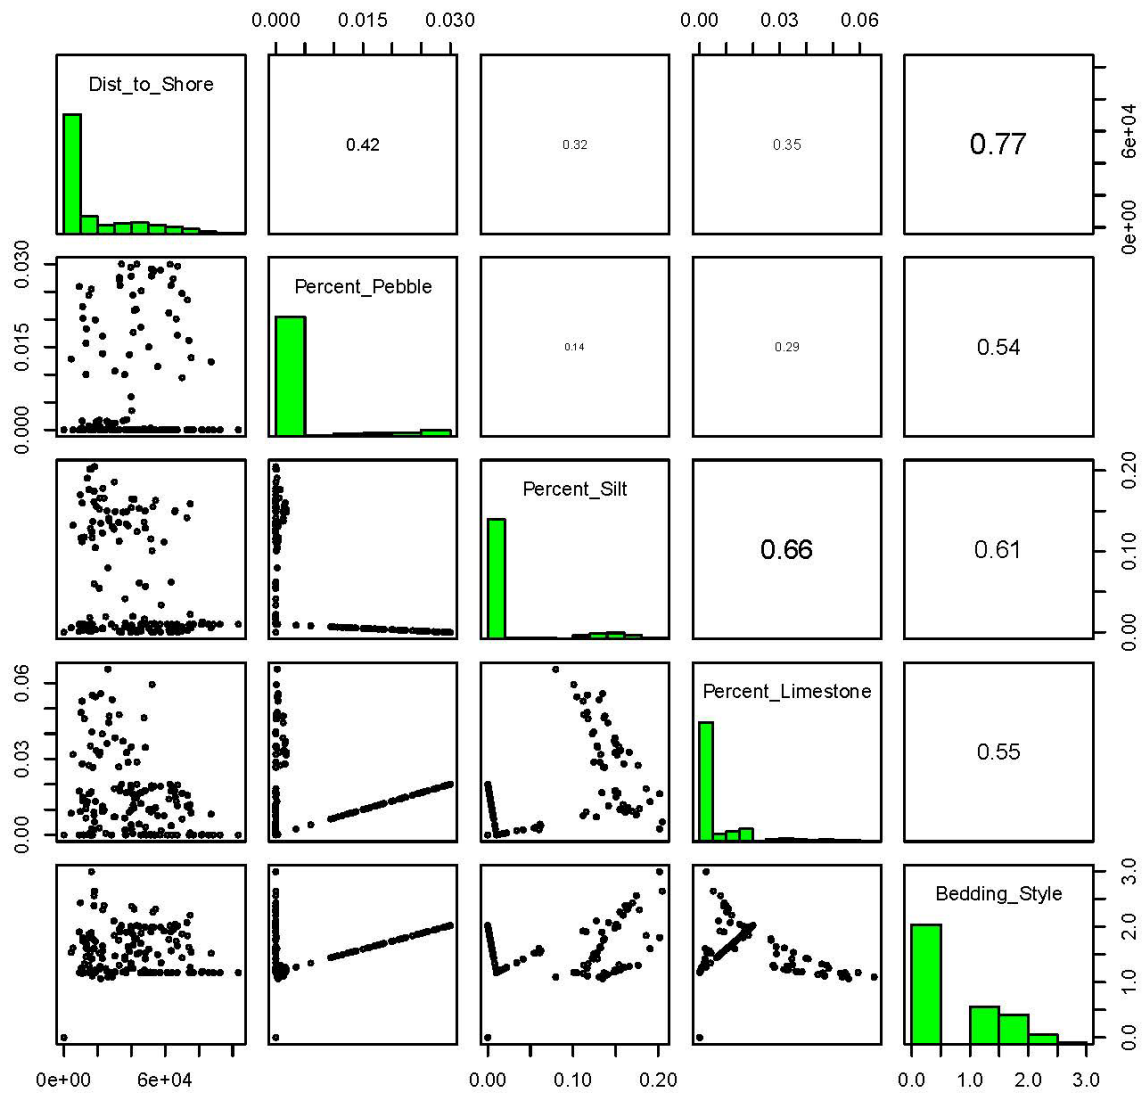 0.000 0.015 0.030 0.00 0.03 0.06
Dist_to_Shore 0.42 0.32 0.35 0.77
0e+00 6e+04
Percent_Pebble 0.14 0.29 0.54
0.000 0.015 0.030
Percent_Silt 0.66 0.61
0.00 0.10 0.20
Percent_Limestone 0.55
0.00 0.03 0.06
Bedding_Style
0.0 1.0 2.0 3.0
0e+00 6e+04 0.00 0.10 0.20 0.0 1.0 2.0 3.0